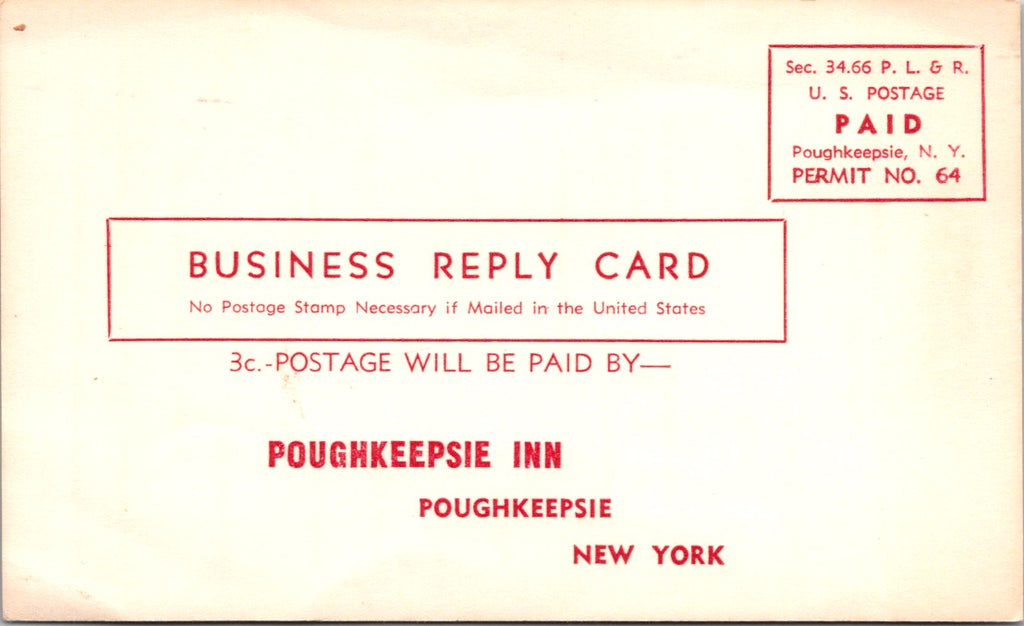 Sec. 34.66 P. L. & R.
U. S. POSTAGE
PAID
Poughkeepsie, N. Y.
PERMIT NO. 64
BUSINESS REPLY CARD
No Postage Stamp Necessary if Mailed in the United States
3c.-POSTAGE WILL BE PAID BY—
POUGHKEEPSIE INN
POUGHKEEPSIE
NEW YORK